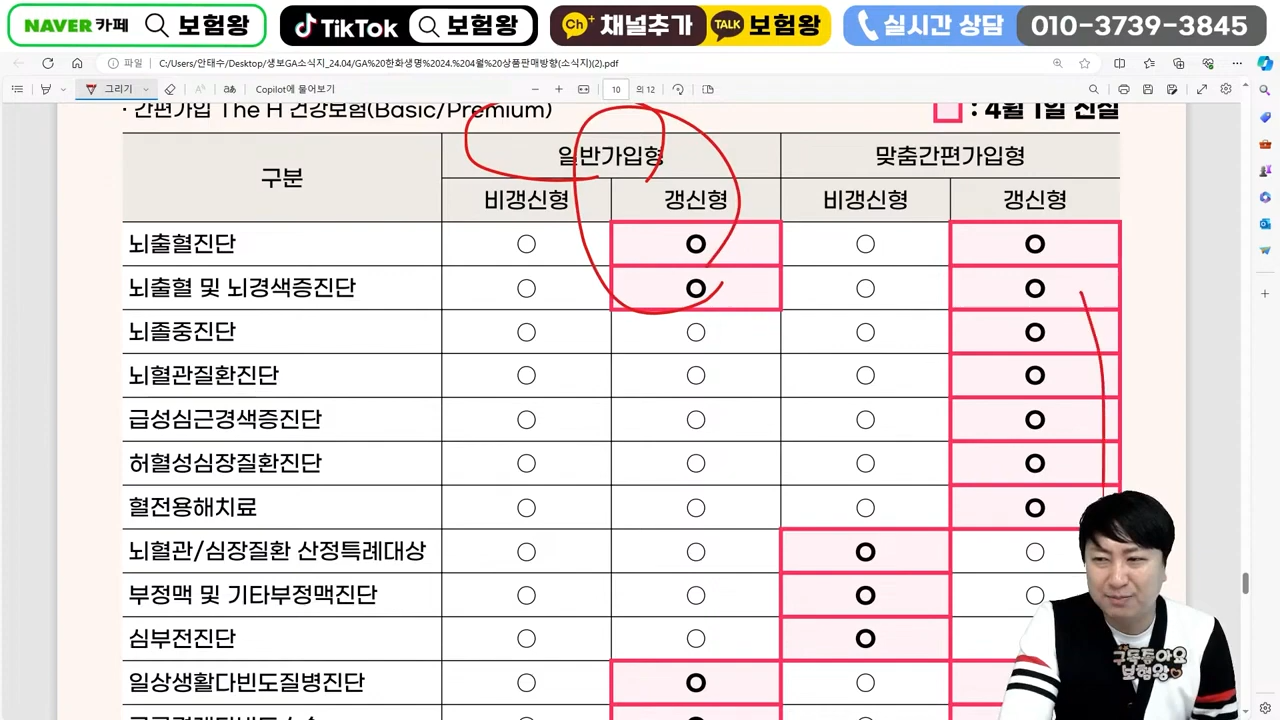 NAVER 카페 보험왕 TikTok 보험왕 Ch+ 채널추가 TALK 보험왕 실시간 상담 010-3739-3845
파일 C:/Users/안태수/Desktop/생보GA소식지_24.04/GA%20한화생명%2024.%204월%20상품판매방향(소식지)(2).pdf
그리기 가あ Copilot에 물어보기 10 의 12
· 간편가입 The H 건강보험(Basic/Premium) : 4월 1일 신설
구분 일반가입형 맞춤간편가입형
비갱신형 갱신형 비갱신형 갱신형
뇌출혈진단 ○ ○ ○ ○
뇌출혈 및 뇌경색증진단 ○ ○ ○ ○
뇌졸중진단 ○ ○ ○ ○
뇌혈관질환진단 ○ ○ ○ ○
급성심근경색증진단 ○ ○ ○ ○
허혈성심장질환진단 ○ ○ ○ ○
혈전용해치료 ○ ○ ○ ○
뇌혈관/심장질환 산정특례대상 ○ ○ ○ ○
부정맥 및 기타부정맥진단 ○ ○ ○ ○
심부전진단 ○ ○ ○
일상생활다빈도질병진단 ○ ○ ○
구독좋아요
보험왕